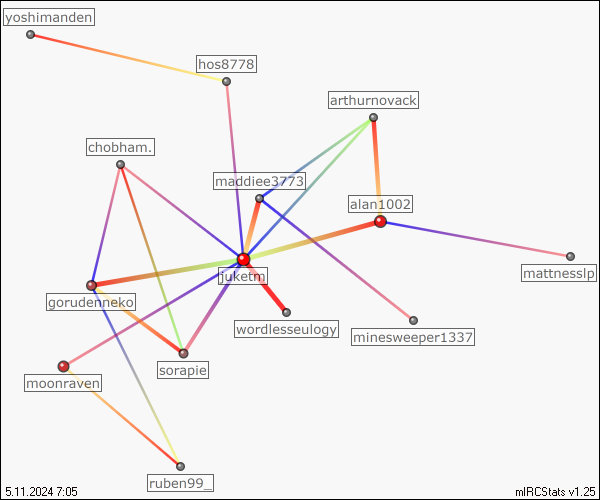 yoshimanden
hos8778
arthurnovack
chobham.
maddiee3773
alan1002
juketm
mattnesslp
gorudenneko
wordlesseulogy
minesweeper1337
sorapie
moonraven
ruben99_
5.11.2024 7:05
mIRCStats v1.25